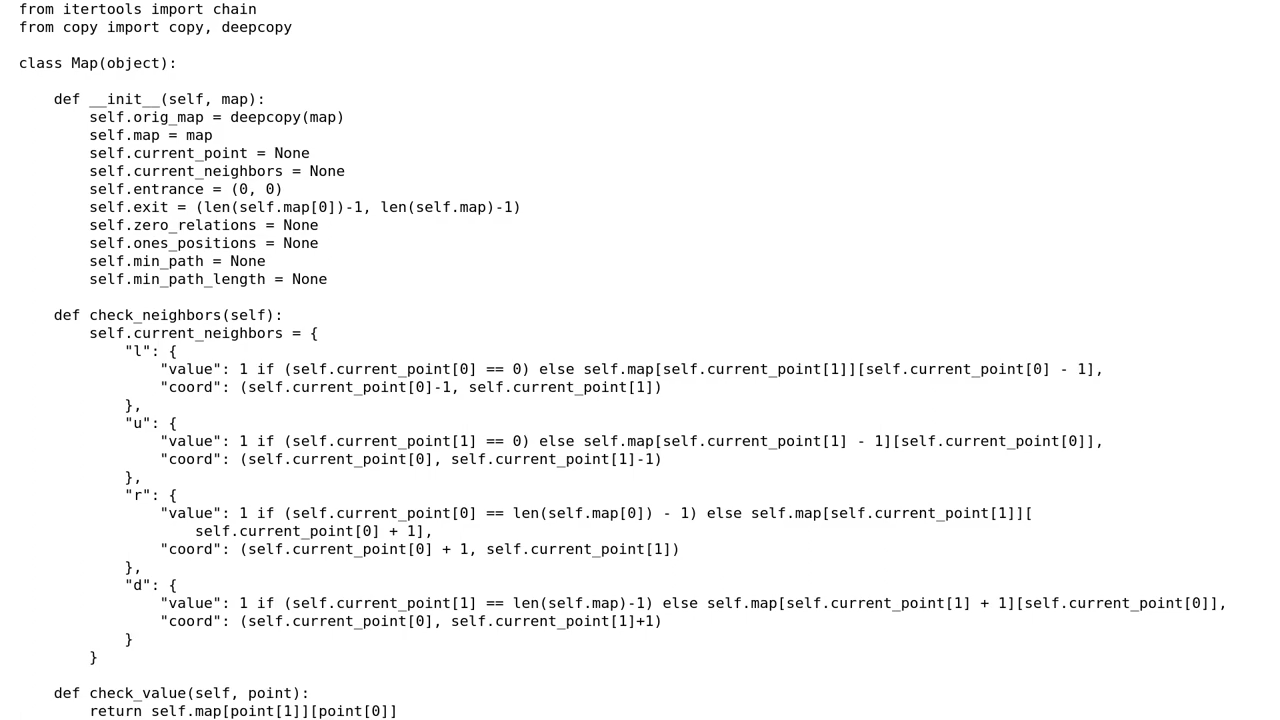 from itertools import chain
from copy import copy, deepcopy

class Map(object):

    def __init__(self, map):
        self.orig_map = deepcopy(map)
        self.map = map
        self.current_point = None
        self.current_neighbors = None
        self.entrance = (0, 0)
        self.exit = (len(self.map[0])-1, len(self.map)-1)
        self.zero_relations = None
        self.ones_positions = None
        self.min_path = None
        self.min_path_length = None

    def check_neighbors(self):
        self.current_neighbors = {
            "l": {
                "value": 1 if (self.current_point[0] == 0) else self.map[self.current_point[1]][self.current_point[0] - 1],
                "coord": (self.current_point[0]-1, self.current_point[1])
            },
            "u": {
                "value": 1 if (self.current_point[1] == 0) else self.map[self.current_point[1] - 1][self.current_point[0]],
                "coord": (self.current_point[0], self.current_point[1]-1)
            },
            "r": {
                "value": 1 if (self.current_point[0] == len(self.map[0]) - 1) else self.map[self.current_point[1]][
                    self.current_point[0] + 1],
                "coord": (self.current_point[0] + 1, self.current_point[1])
            },
            "d": {
                "value": 1 if (self.current_point[1] == len(self.map)-1) else self.map[self.current_point[1] + 1][self.current_point[0]],
                "coord": (self.current_point[0], self.current_point[1]+1)
            }
        }

    def check_value(self, point):
        return self.map[point[1]][point[0]]